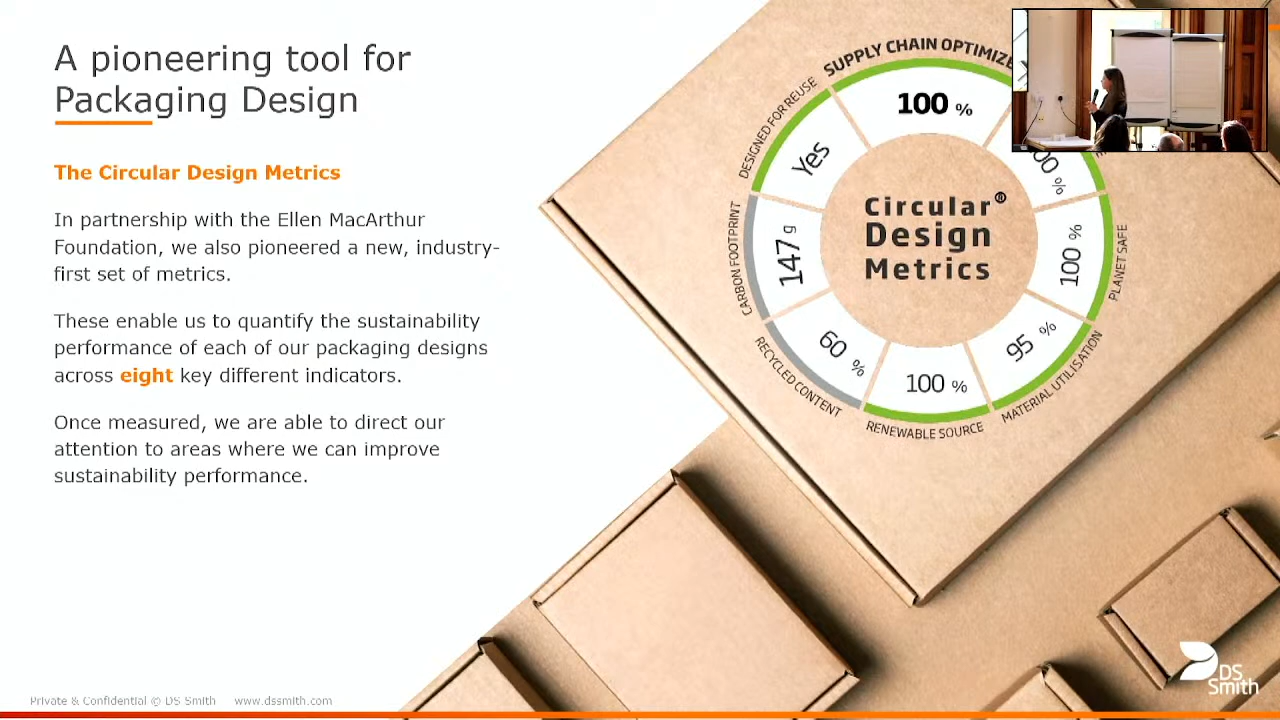 A pioneering tool for
Packaging Design
The Circular Design Metrics
In partnership with the Ellen MacArthur
Foundation, we also pioneered a new, industry-
first set of metrics.
These enable us to quantify the sustainability
performance of each of our packaging designs
across eight key different indicators.
Once measured, we are able to direct our
attention to areas where we can improve
sustainability performance.
SUPPLY CHAIN OPTIMIZE
100 %
DESIGNED FOR REUSE
Yes
CARBON FOOTPRINT
147 g
RECYCLED CONTENT
60 %
RENEWABLE SOURCE
100 %
MATERIAL UTILISATION
95 %
PLANET SAFE
100 %
Circular®
Design
Metrics
Private & Confidential © DS Smith www.dssmith.com
DS
Smith